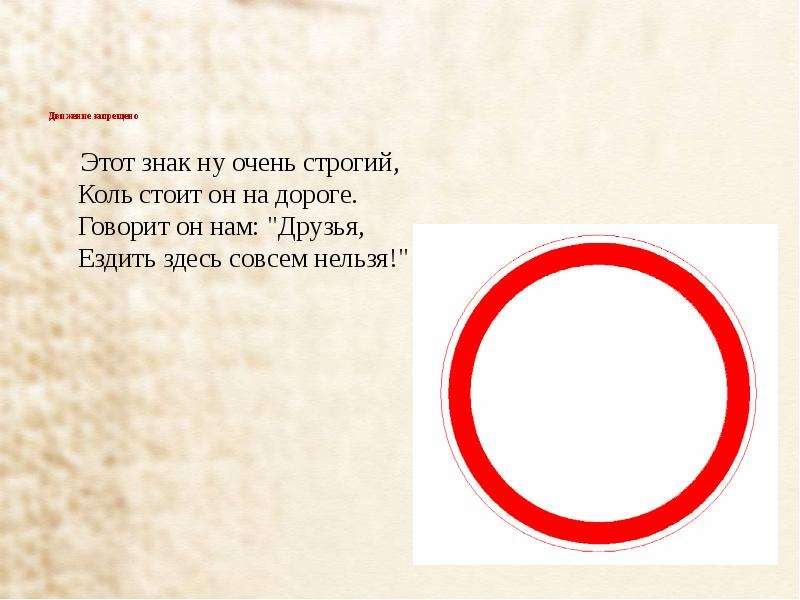 Движение запрещено
Этот знак ну очень строгий,
Коль стоит он на дороге.
Говорит он нам: "Друзья,
Ездить здесь совсем нельзя!"